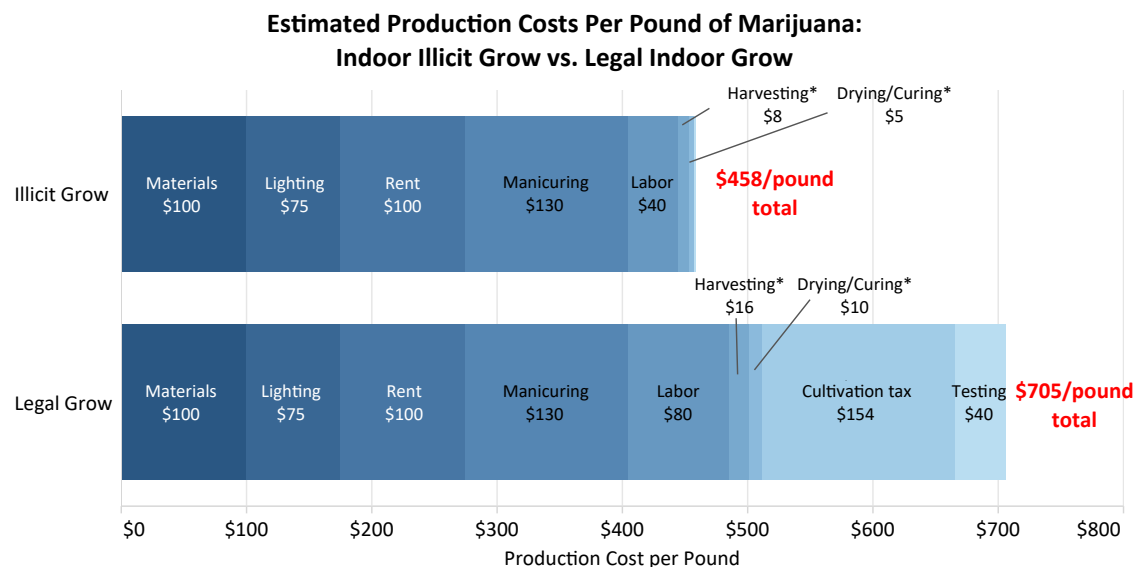 Estimated Production Costs Per Pound of Marijuana:
Indoor Illicit Grow vs. Legal Indoor Grow
Harvesting*
$8
Drying/Curing*
$5
Illicit Grow
Materials
$100
Lighting
$75
Rent
$100
Manicuring
$130
Labor
$40
$458/pound
total
Harvesting*
$16
Drying/Curing*
$10
Legal Grow
Materials
$100
Lighting
$75
Rent
$100
Manicuring
$130
Labor
$80
Cultivation tax
$154
Testing
$40
$705/pound
total
$0
$100
$200
$300
$400
$500
$600
$700
$800
Production Cost per Pound